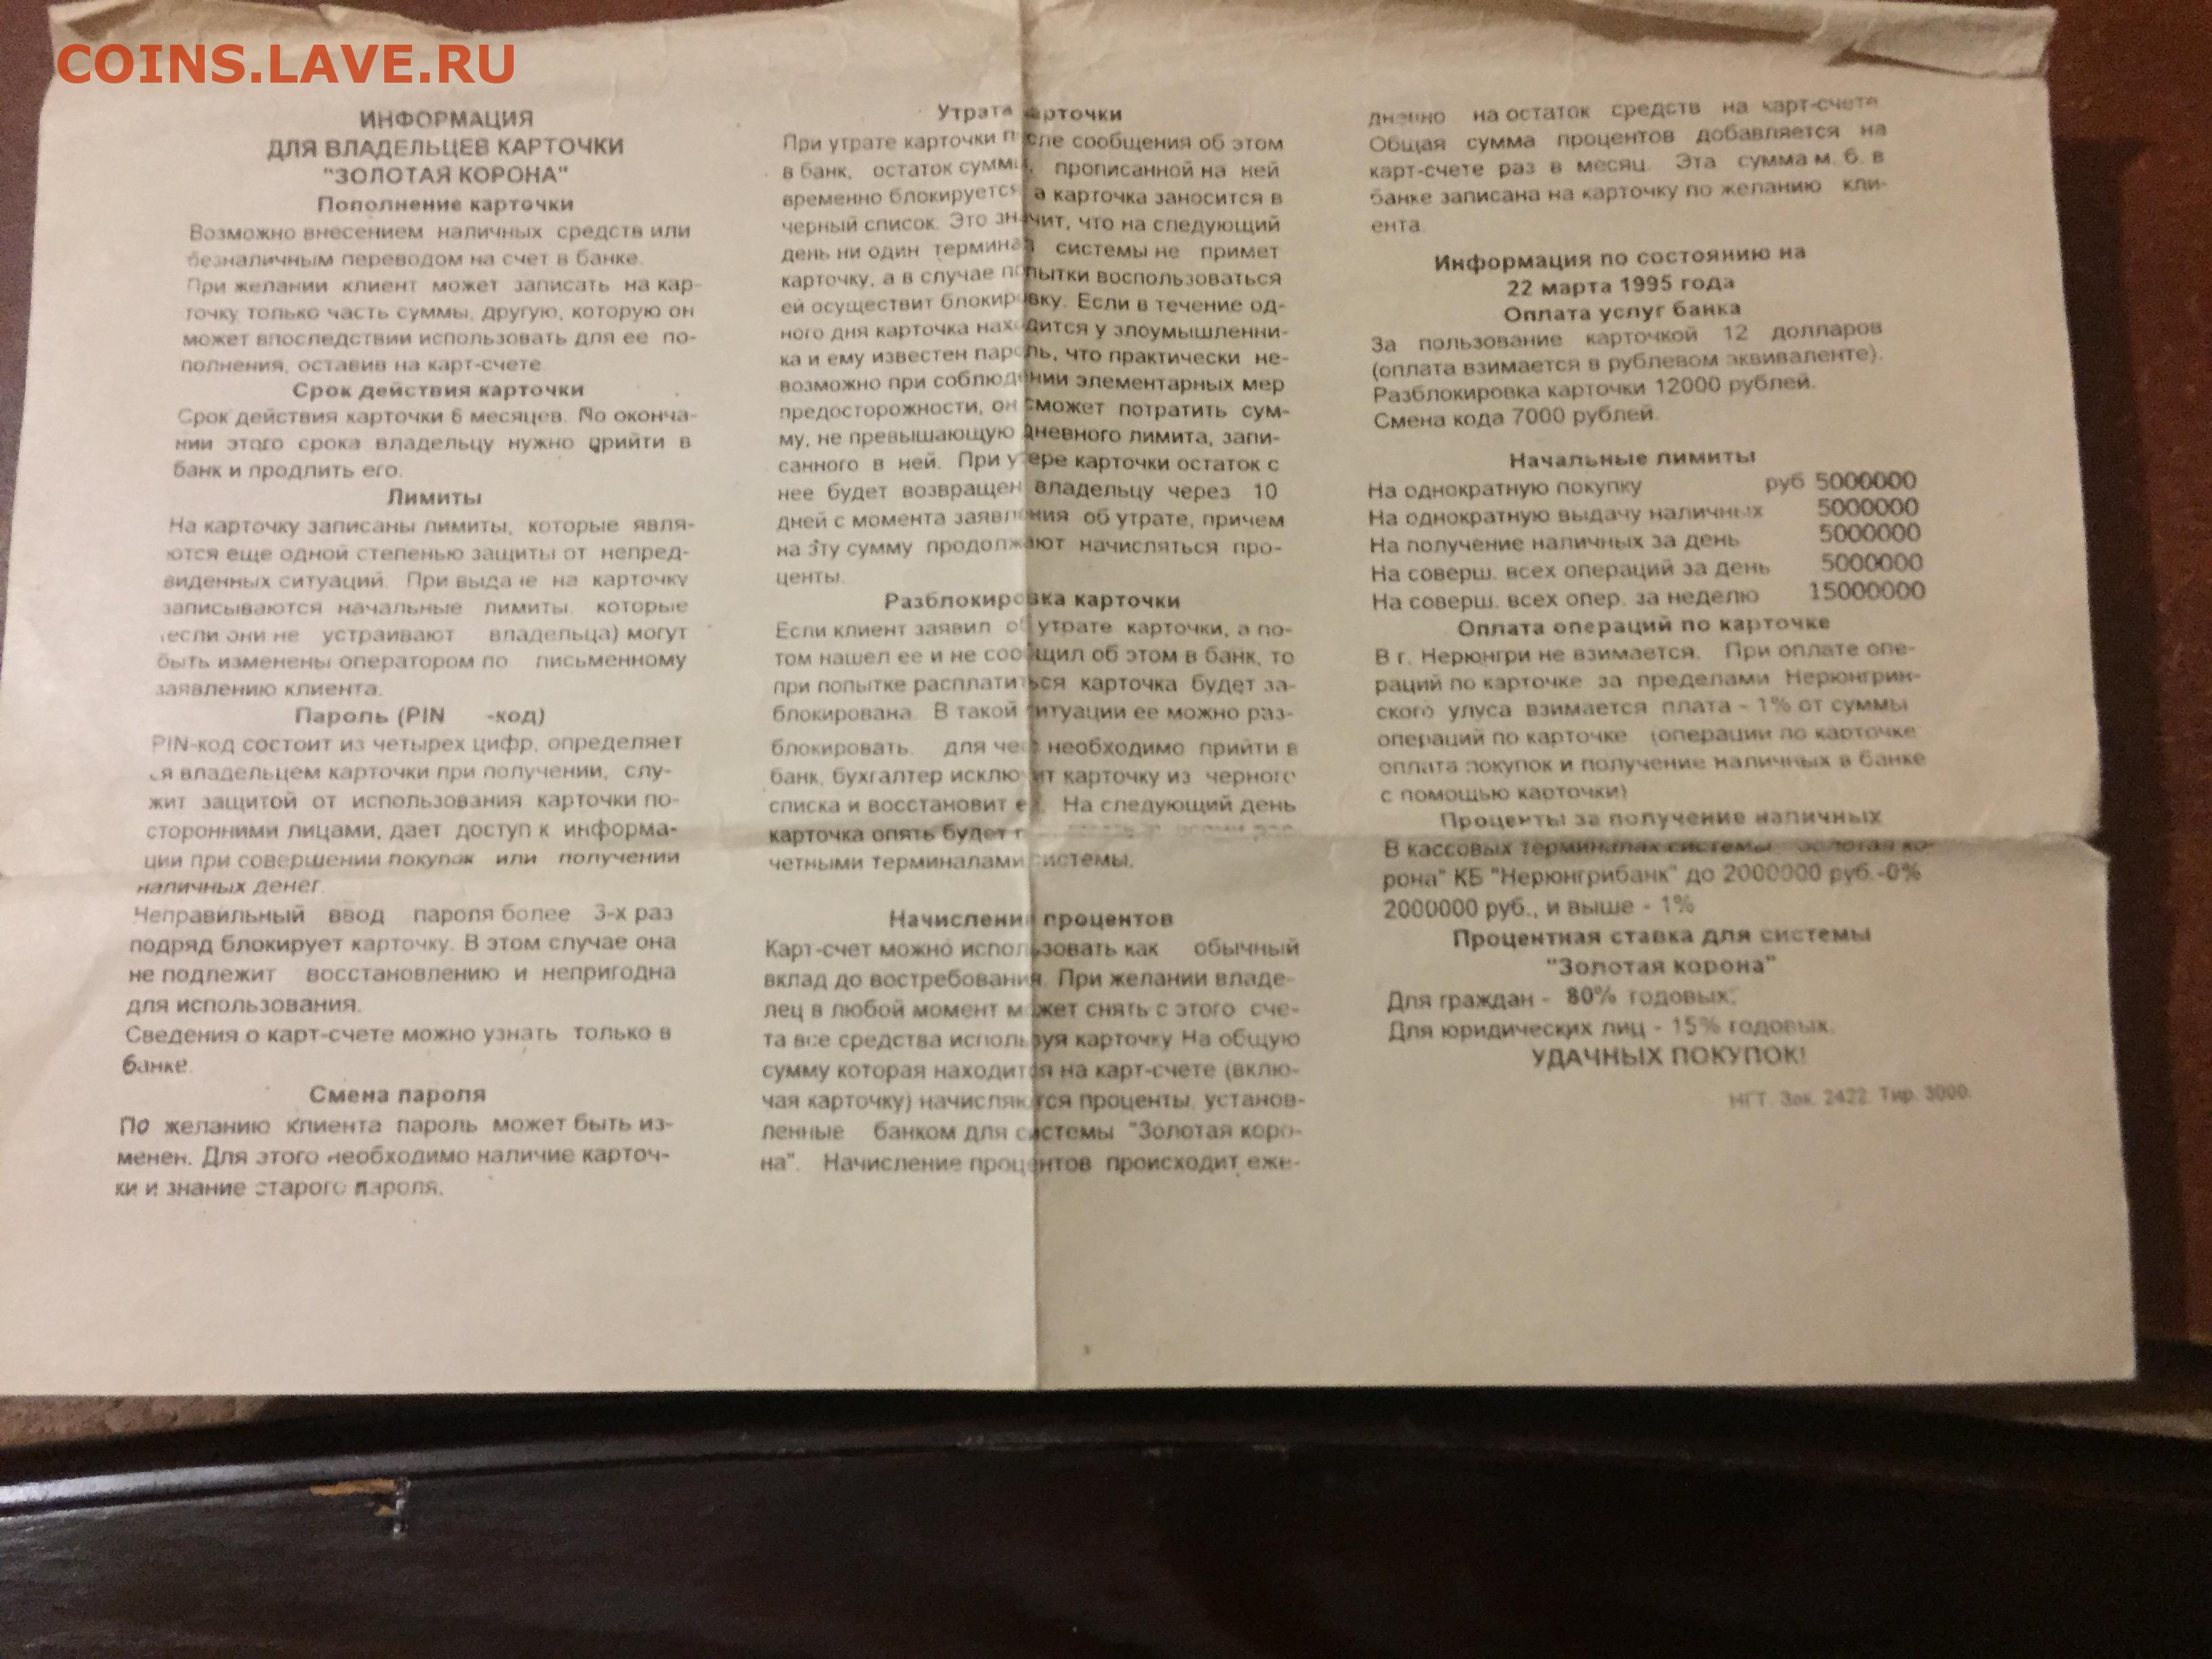 COINS.LAVE.RU
ИНФОРМАЦИЯ
ДЛЯ ВЛАДЕЛЬЦЕВ КАРТОЧКИ
"ЗОЛОТАЯ КОРОНА"
Пополнение карточки
Возможно внесением наличных средств или
безналичным переводом на счет в банке.
При желании клиент может записать на кар-
точку только часть суммы, другую, которую он
может впоследствии использовать для ее по-
полнения, оставив на карт-счете.
Срок действия карточки
Срок действия карточки 6 месяцев. По оконча-
нии этого срока владельцу нужно прийти в
банк и продлить его.
Лимиты
На карточку записаны лимиты, которые явля-
ются еще одной степенью защиты от непред-
виденных ситуаций. При выдаче на карточку
записываются начальные лимиты, которые
(если они не устраивают владельца) могут
быть изменены оператором по письменному
заявлению клиента.
Пароль (PIN -код)
PIN-код состоит из четырех цифр, определяет
ся владельцем карточки при получении, слу-
жит защитой от использования карточки по-
сторонними лицами, дает доступ к информа-
ции при совершении покупок или получении
наличных денег.
Неправильный ввод пароля более 3-х раз
подряд блокирует карточку. В этом случае она
не подлежит восстановлению и непригодна
для использования.
Сведения о карт-счете можно узнать только в
банке.
Смена пароля
По желанию клиента пароль может быть из-
менен. Для этого необходимо наличие карточ-
ки и знание старого пароля.
Утрата карточки
При утрате карточки после сообщения об этом
в банк, остаток суммы, прописанной на ней
временно блокируется, а карточка заносится в
черный список. Это значит, что на следующий
день ни один терминал системы не примет
карточку, а в случае попытки воспользоваться
ей осуществит блокировку. Если в течение од-
ного дня карточка находится у злоумышленни-
ка и ему известен пароль, что практически не-
возможно при соблюдении элементарных мер
предосторожности, он сможет потратить сум-
му, не превышающую дневного лимита, запи-
санного в ней. При утере карточки остаток с
нее будет возвращен владельцу через 10
дней с момента заявления об утрате, причем
на эту сумму продолжают начисляться про-
центы.
Разблокировка карточки
Если клиент заявил об утрате карточки, а по-
том нашел ее и не сообщил об этом в банк, то
при попытке расплатиться карточка будет за-
блокирована. В такой ситуации ее можно раз-
блокировать. для чего необходимо прийти в
банк, бухгалтер исключит карточку из черного
списка и восстановит ее. На следующий день
карточка опять будет
четными терминалами системы.
Начисление процентов
Карт-счет можно использовать как обычный
вклад до востребования. При желании владе-
лец в любой момент может снять с этого сче-
та все средства используя карточку На общую
сумму которая находится на карт-счете (вклю-
чая карточку) начисляются проценты, установ-
ленные банком для системы "Золотая коро-
на". Начисление процентов происходит еже-
дневно на остаток средств на карт-счете
Общая сумма процентов добавляется на
карт-счете раз в месяц. Эта сумма м. б. в
банке записана на карточку по желанию кли-
ента.
Информация по состоянию на
22 марта 1995 года
Оплата услуг банка
За пользование карточкой 12 долларов
(оплата взимается в рублевом эквиваленте).
Разблокировка карточки 12000 рублей.
Смена кода 7000 рублей.
Начальные лимиты
На однократную покупку руб 5000000
На однократную выдачу наличных 5000000
На получение наличных за день 5000000
На соверш. всех операций за день 5000000
На соверш. всех опер. за неделю 15000000
Оплата операций по карточке
В г. Нерюнгри не взимается. При оплате опе-
раций по карточке за пределами Нерюнгрин-
ского улуса взимается плата - 1% от суммы
операций по карточке (операции по карточке
оплата покупок и получение наличных в банке
с помощью карточки)
Проценты за получение наличных
В кассовых терминалах системы "Золотая ко-
рона" КБ "Нерюнгрибанк" до 2000000 руб.-0%
2000000 руб., и выше - 1%
Процентная ставка для системы
"Золотая корона"
Для граждан - 80% годовых;
Для юридических лиц - 15% годовых.
УДАЧНЫХ ПОКУПОК!
НГТ. Зак. 2422. Тир. 3000.